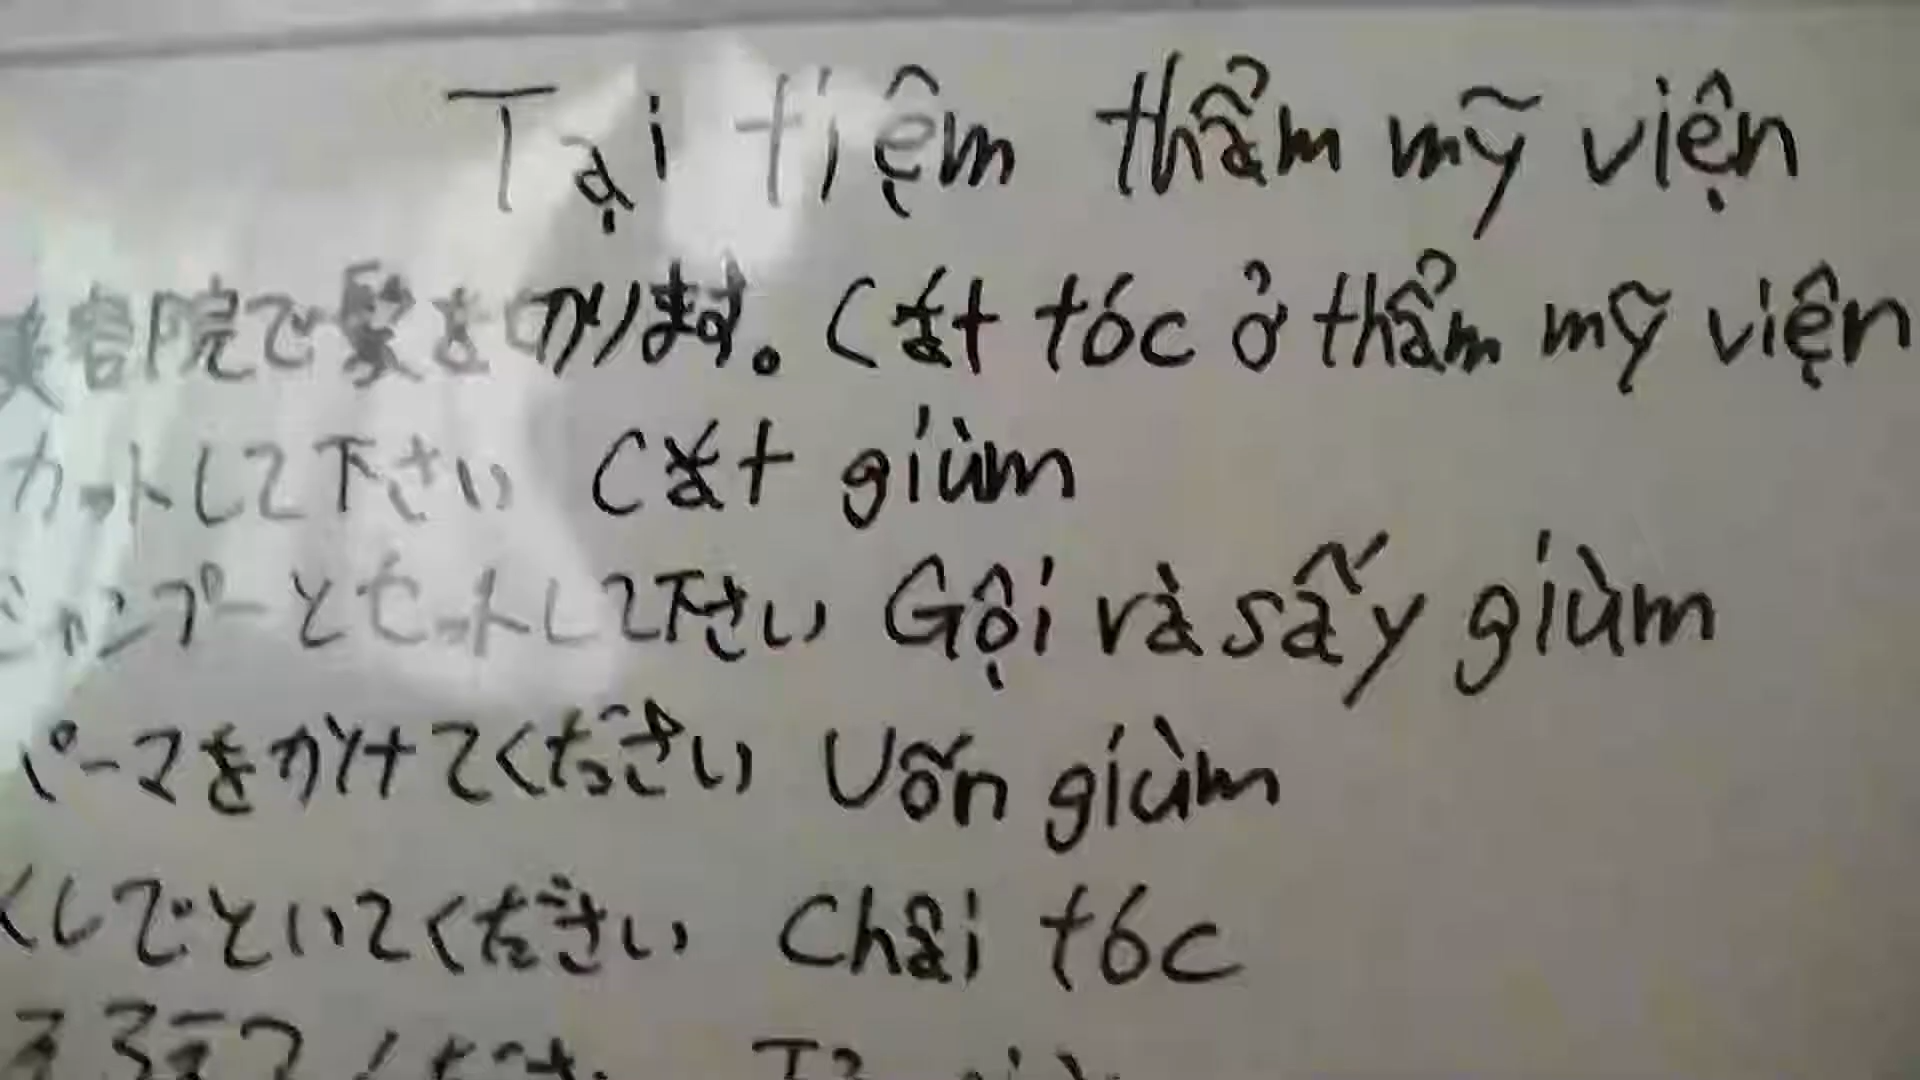 Tại tiệm thẩm mỹ viện
美容院で髪をかります。Cắt tóc ở thẩm mỹ viện
カットして下さい Cắt giùm
シャンプーとセットして下さい Gội và sấy giùm
パーマをかけてください Uốn giùm
くしでといてください Chải tóc